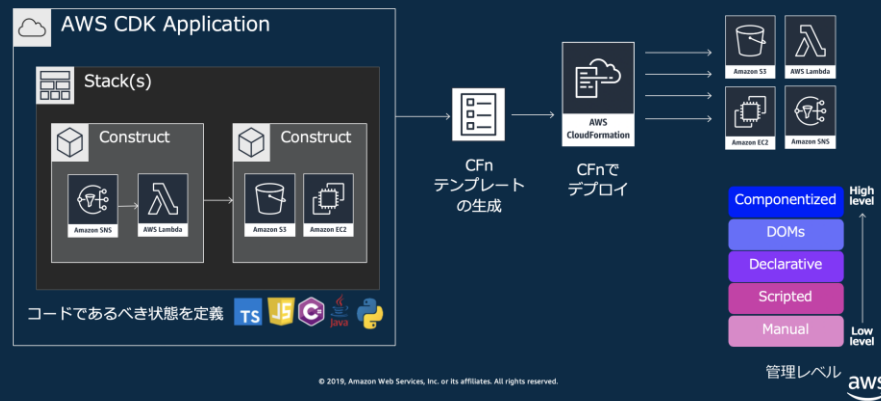 AWS CDK Application
Stack(s)
Construct
Amazon SNS
AWS Lambda
Construct
Amazon S3
Amazon EC2
コードであるべき状態を定義
TS
JS
C#
Java
CFn
テンプレート
の生成
AWS
CloudFormation
CFnで
デプロイ
Amazon S3
AWS Lambda
Amazon EC2
Amazon SNS
Componentized
DOMs
Declarative
Scripted
Manual
High
level
Low
level
管理レベル
© 2019, Amazon Web Services, Inc. or its affiliates. All rights reserved.
aws